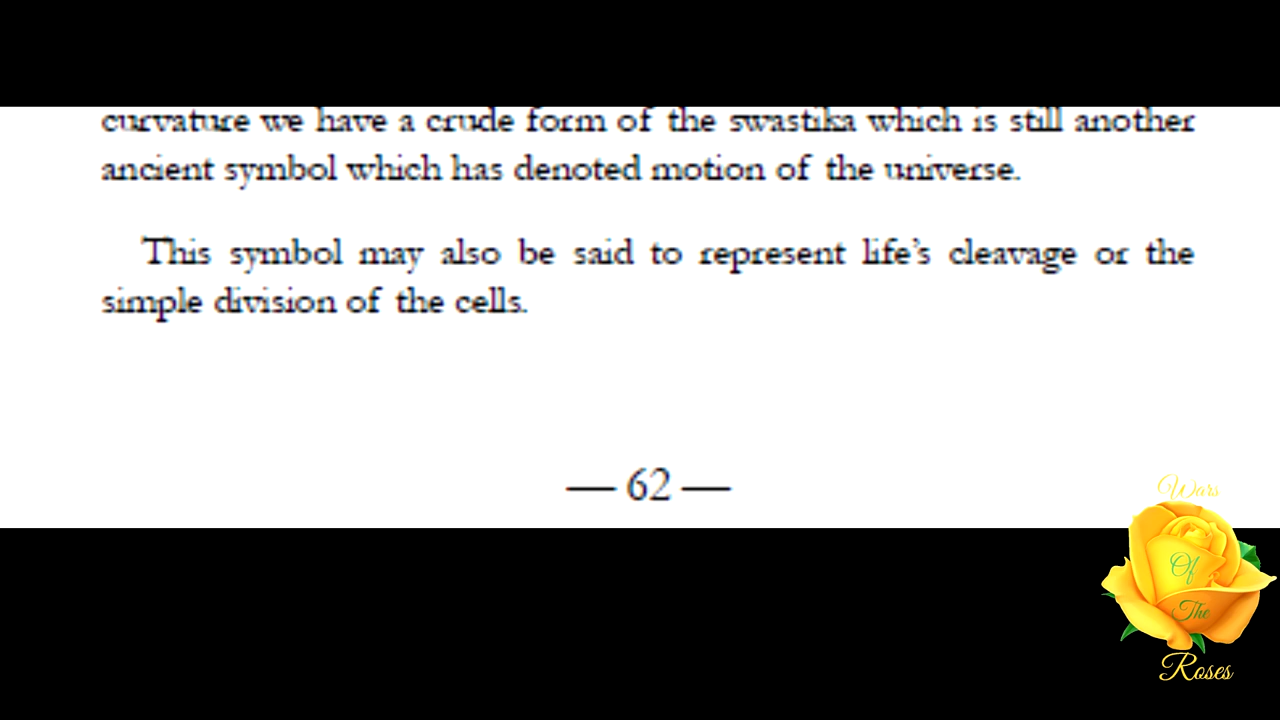 curvature we have a crude form of the swastika which is still another
ancient symbol which has denoted motion of the universe.
This symbol may also be said to represent life's cleavage or the
simple division of the cells.
— 62 —
Wars
Of
The
Roses